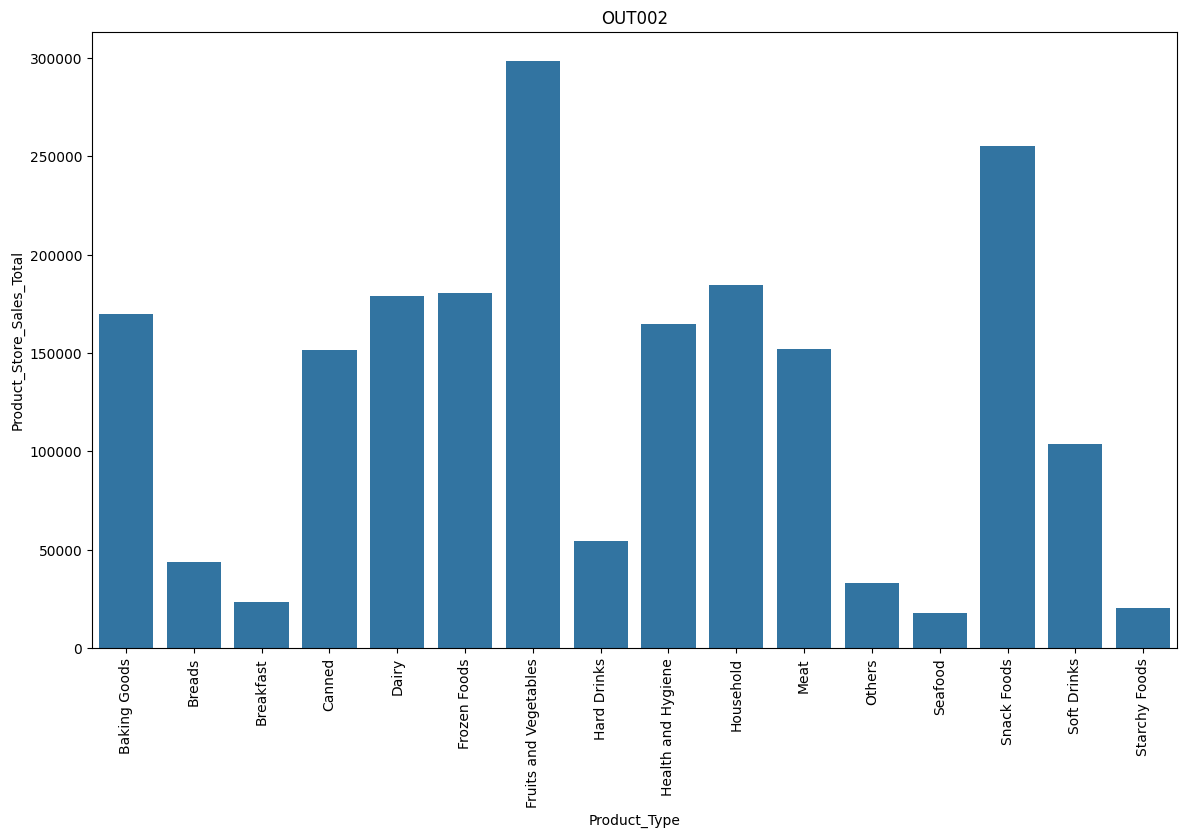 OUT002
Product_Store_Sales_Total
300000
250000
200000
150000
100000
50000
0
Baking Goods
Breads
Breakfast
Canned
Dairy
Frozen Foods
Fruits and Vegetables
Hard Drinks
Health and Hygiene
Household
Meat
Others
Seafood
Snack Foods
Soft Drinks
Starchy Foods
Product_Type